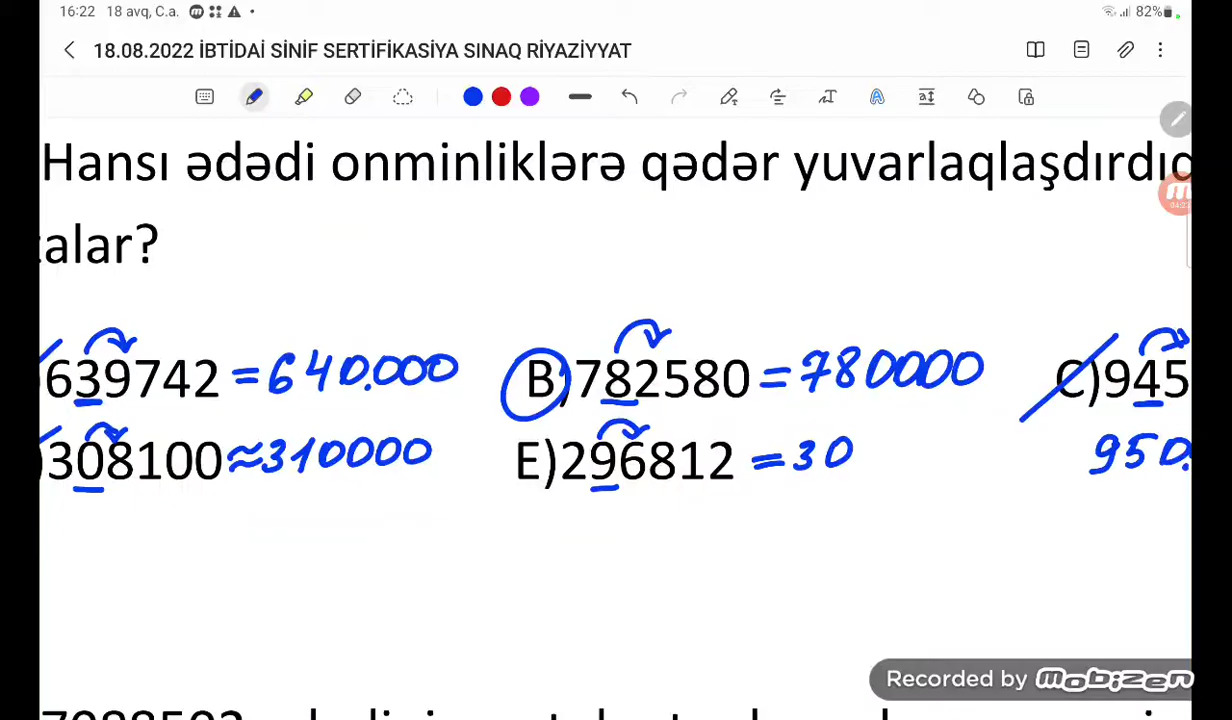 16:22 18 avq, C.a. 82%
18.08.2022 İBTİDAİ SİNİF SERTİFİKASİYA SINAQ RİYAZİYYAT
Hansı ədədi onminliklərə qədər yuvarlaqlaşdırdıq
04:27
alar?
639742 = 640.000 B)782580 = 780000 C)945
)308100 ≈310000 E)296812 = 30 950.
Recorded by mobizen